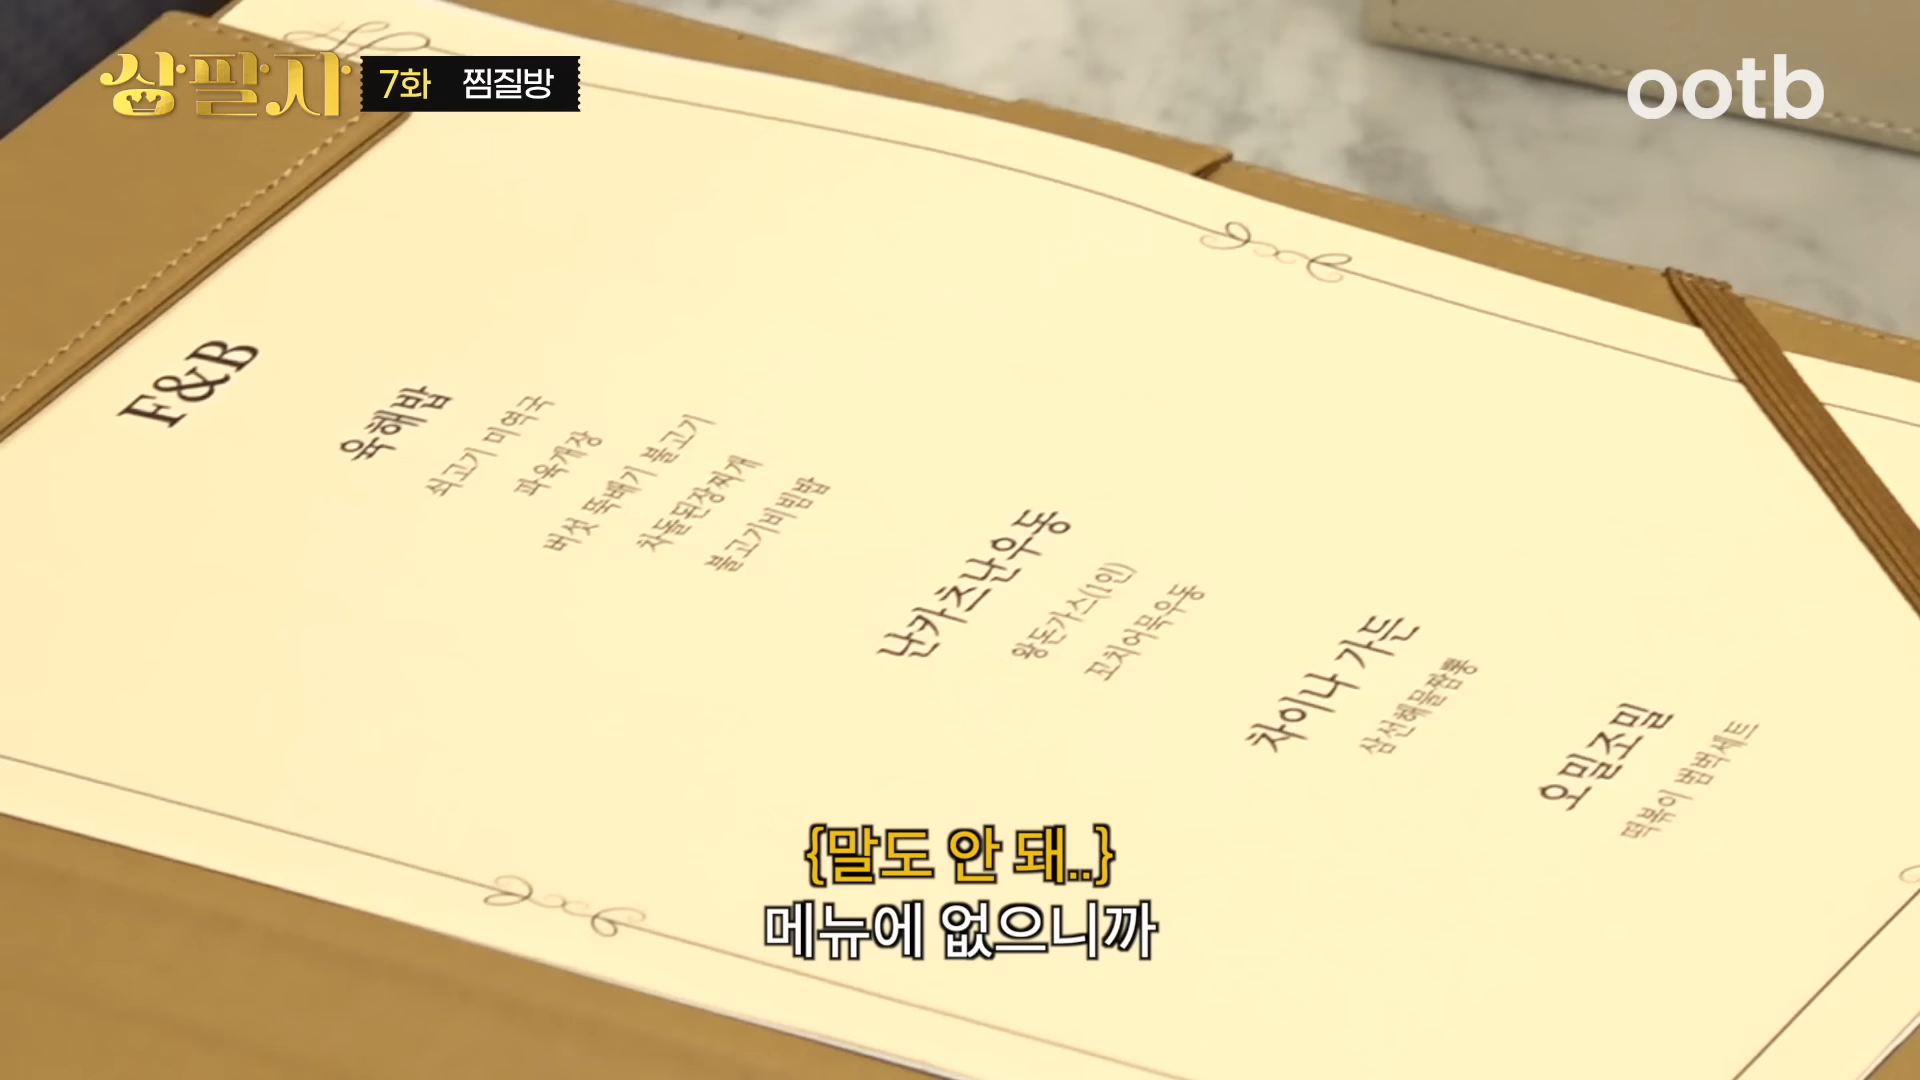 상팔자
7화 찜질방
ootb
F&B
육해밥
쇠고기 미역국
파육개장
버섯 뚝배기 불고기
차돌된장찌개
불고기비빔밥
난카츠난우동
왕돈가스(1인)
꼬치어묵우동
차이나 가든
삼선해물짬뽕
오밀조밀
떡볶이 범벅세트
{말도 안 돼..}
메뉴에 없으니까